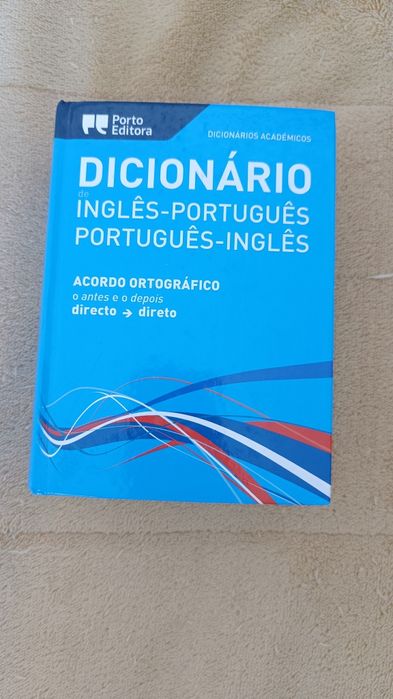 Porto
Editora
DICIONÁRIOS ACADÉMICOS
DICIONÁRIO
de
INGLÊS-PORTUGUÊS
PORTUGUÊS-INGLÊS
ACORDO ORTOGRÁFICO
o antes e o depois
directo → direto